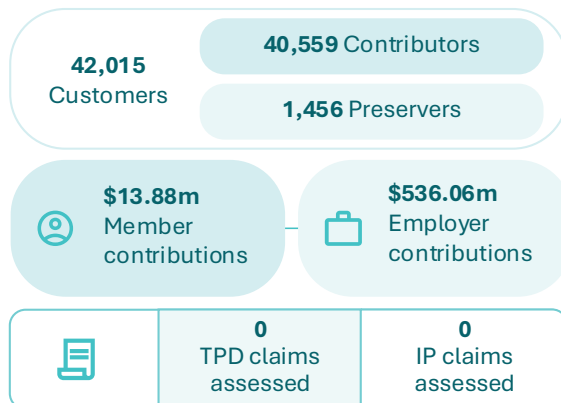 42,015
Customers
40,559 Contributors
1,456 Preservers
$13.88m
Member
contributions
$536.06m
Employer
contributions
0
TPD claims
assessed
0
IP claims
assessed